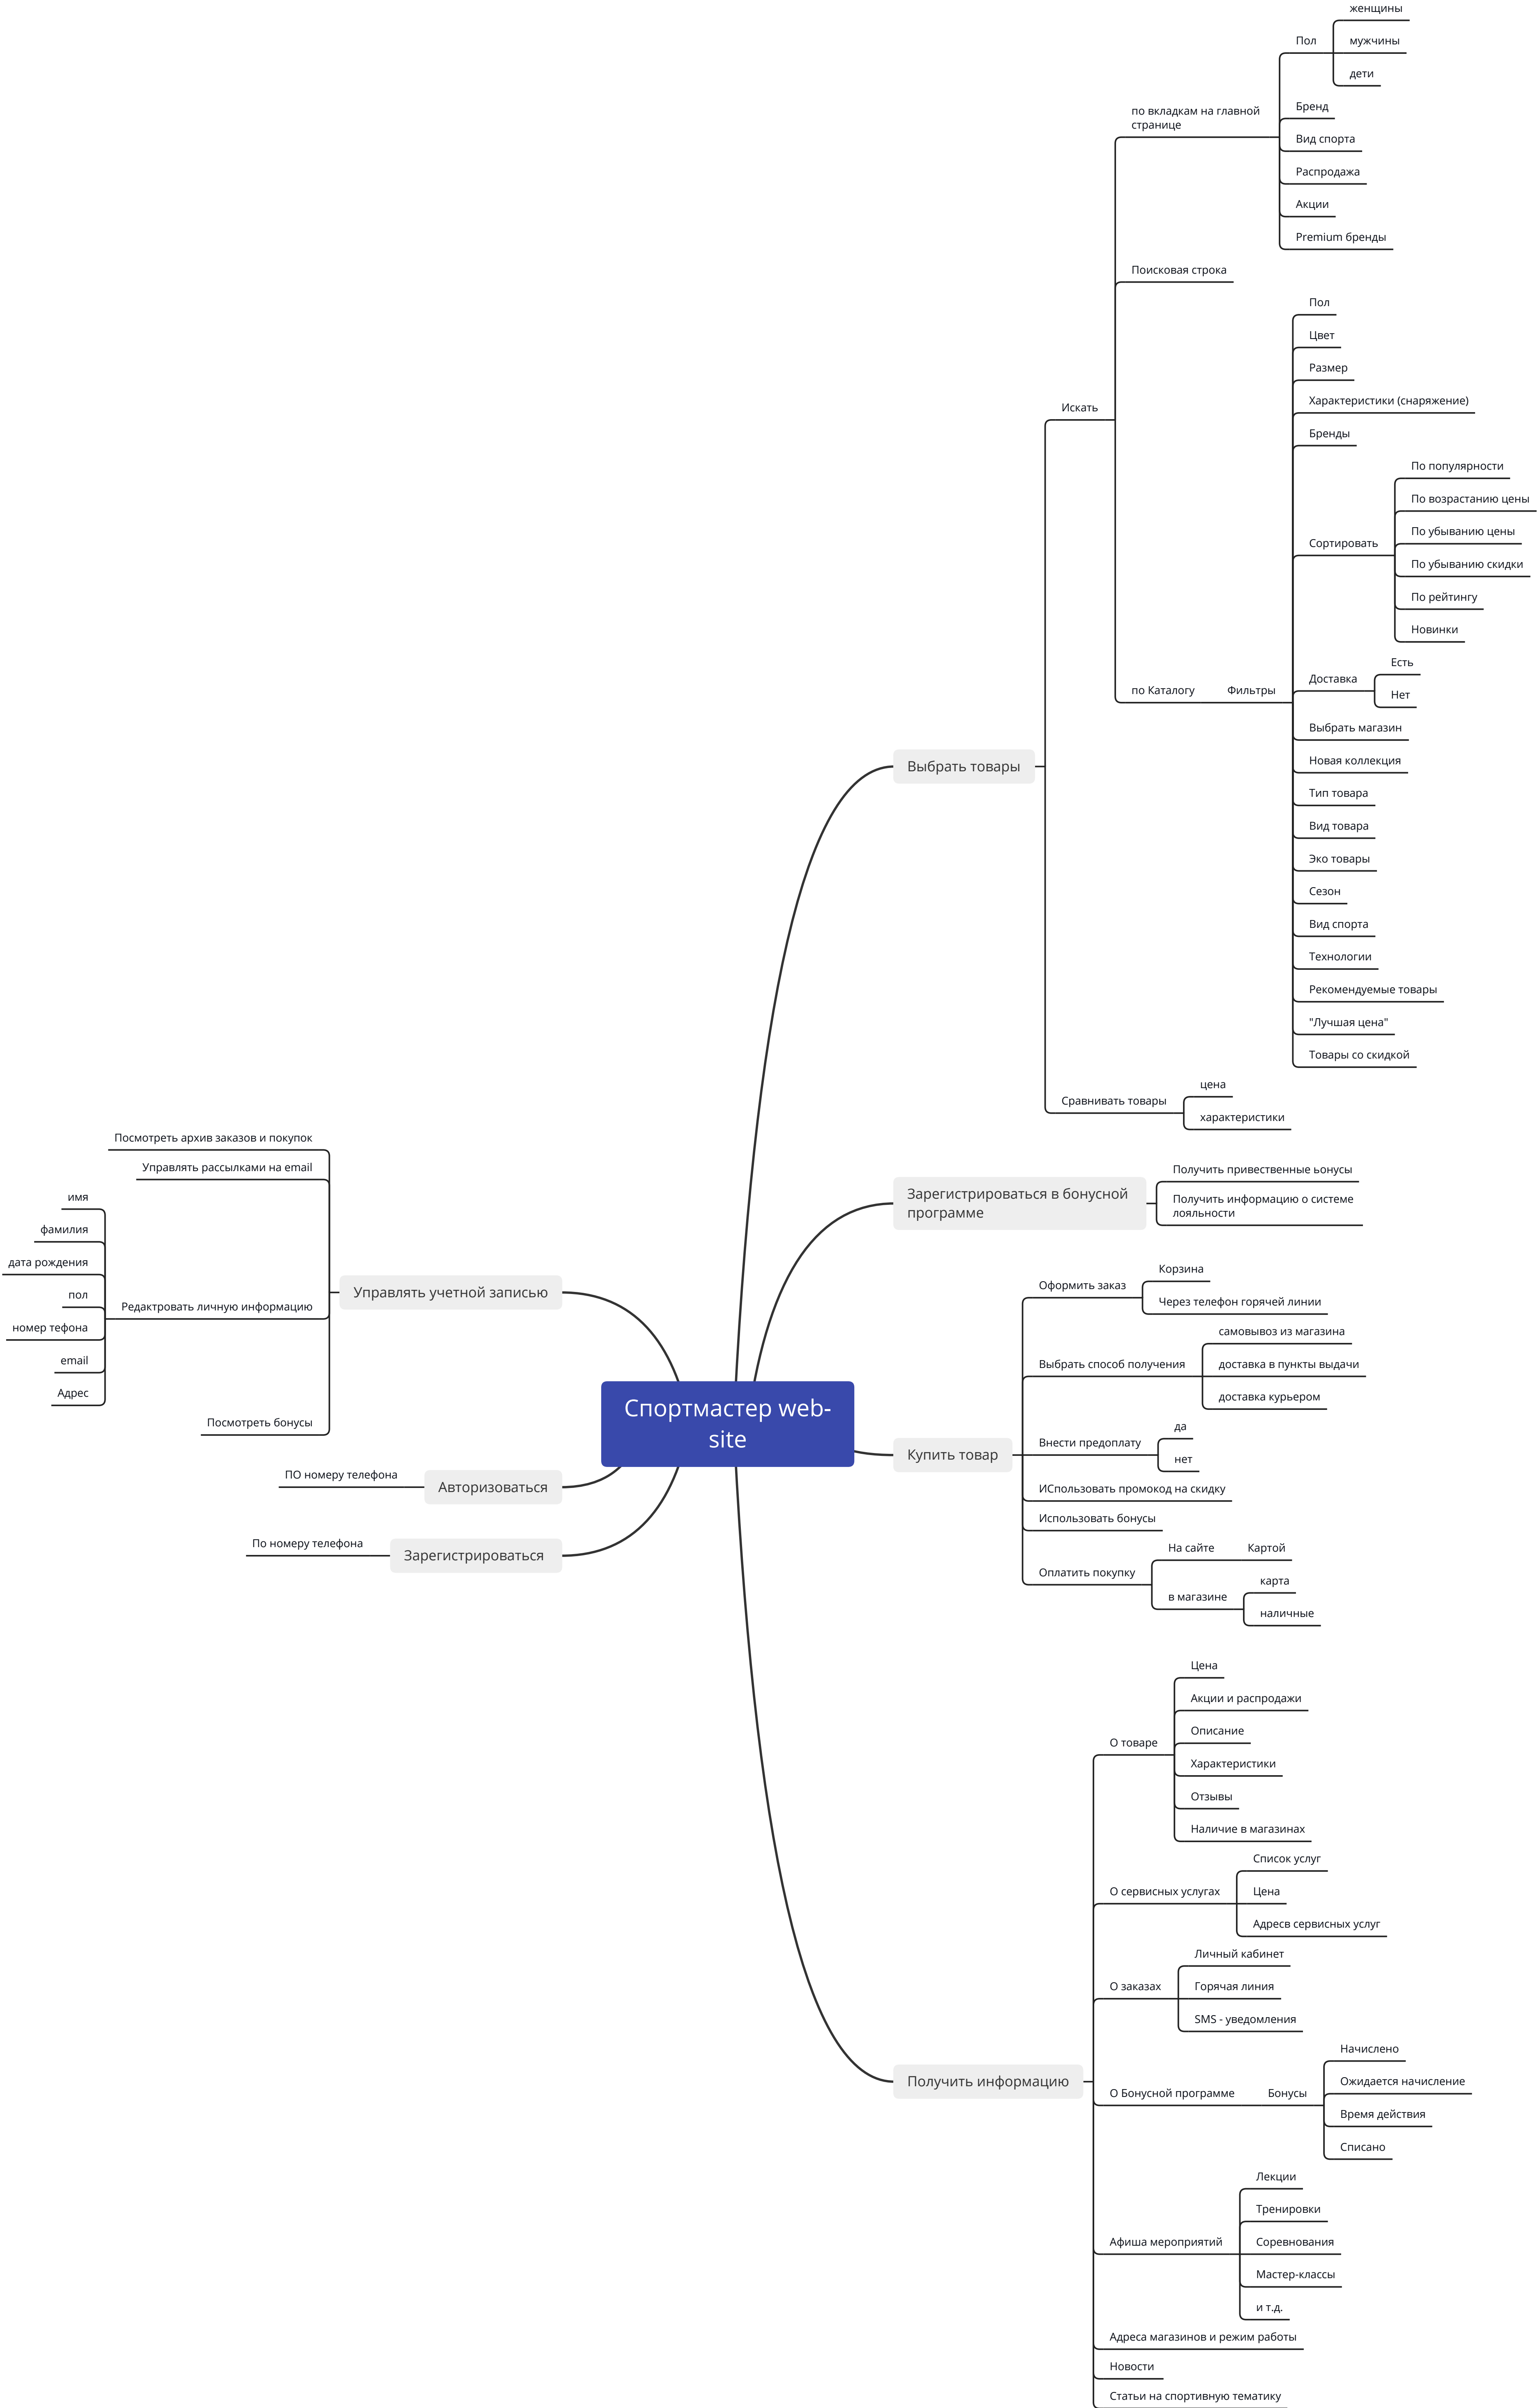 женщины
Пол
мужчины
дети
по вкладкам на главной
странице
Бренд
Вид спорта
Распродажа
Акции
Premium бренды
Поисковая строка
Искать
по Каталогу
Фильтры
Пол
Цвет
Размер
Характеристики (снаряжение)
Бренды
Сортировать
По популярности
По возрастанию цены
По убыванию цены
По убыванию скидки
По рейтингу
Новинки
Доставка
Есть
Нет
Выбрать магазин
Новая коллекция
Тип товара
Вид товара
Эко товары
Сезон
Вид спорта
Технологии
Рекомендуемые товары
"Лучшая цена"
Товары со скидкой
Выбрать товары
Сравнивать товары
цена
характеристики
Зарегистрироваться в бонусной
программе
Получить привественные ьонусы
Получить информацию о системе
лояльности
Посмотреть архив заказов и покупок
Управлять рассылками на email
имя
фамилия
дата рождения
пол
номер тефона
email
Адрес
Редактровать личную информацию
Посмотреть бонусы
Управлять учетной записью
ПО номеру телефона
Авторизоваться
По номеру телефона
Зарегистрироваться
Спортмастер web-
site
Купить товар
Оформить заказ
Корзина
Через телефон горячей линии
Выбрать способ получения
самовывоз из магазина
доставка в пункты выдачи
доставка курьером
Внести предоплату
да
нет
ИСпользовать промокод на скидку
Использовать бонусы
Оплатить покупку
На сайте
Картой
в магазине
карта
наличные
Получить информацию
О товаре
Цена
Акции и распродажи
Описание
Характеристики
Отзывы
Наличие в магазинах
О сервисных услугах
Список услуг
Цена
Адресв сервисных услуг
О заказах
Личный кабинет
Горячая линия
SMS - уведомления
О Бонусной программе
Бонусы
Начислено
Ожидается начисление
Время действия
Списано
Афиша мероприятий
Лекции
Тренировки
Соревнования
Мастер-классы
и т.д.
Адреса магазинов и режим работы
Новости
Статьи на спортивную тематику